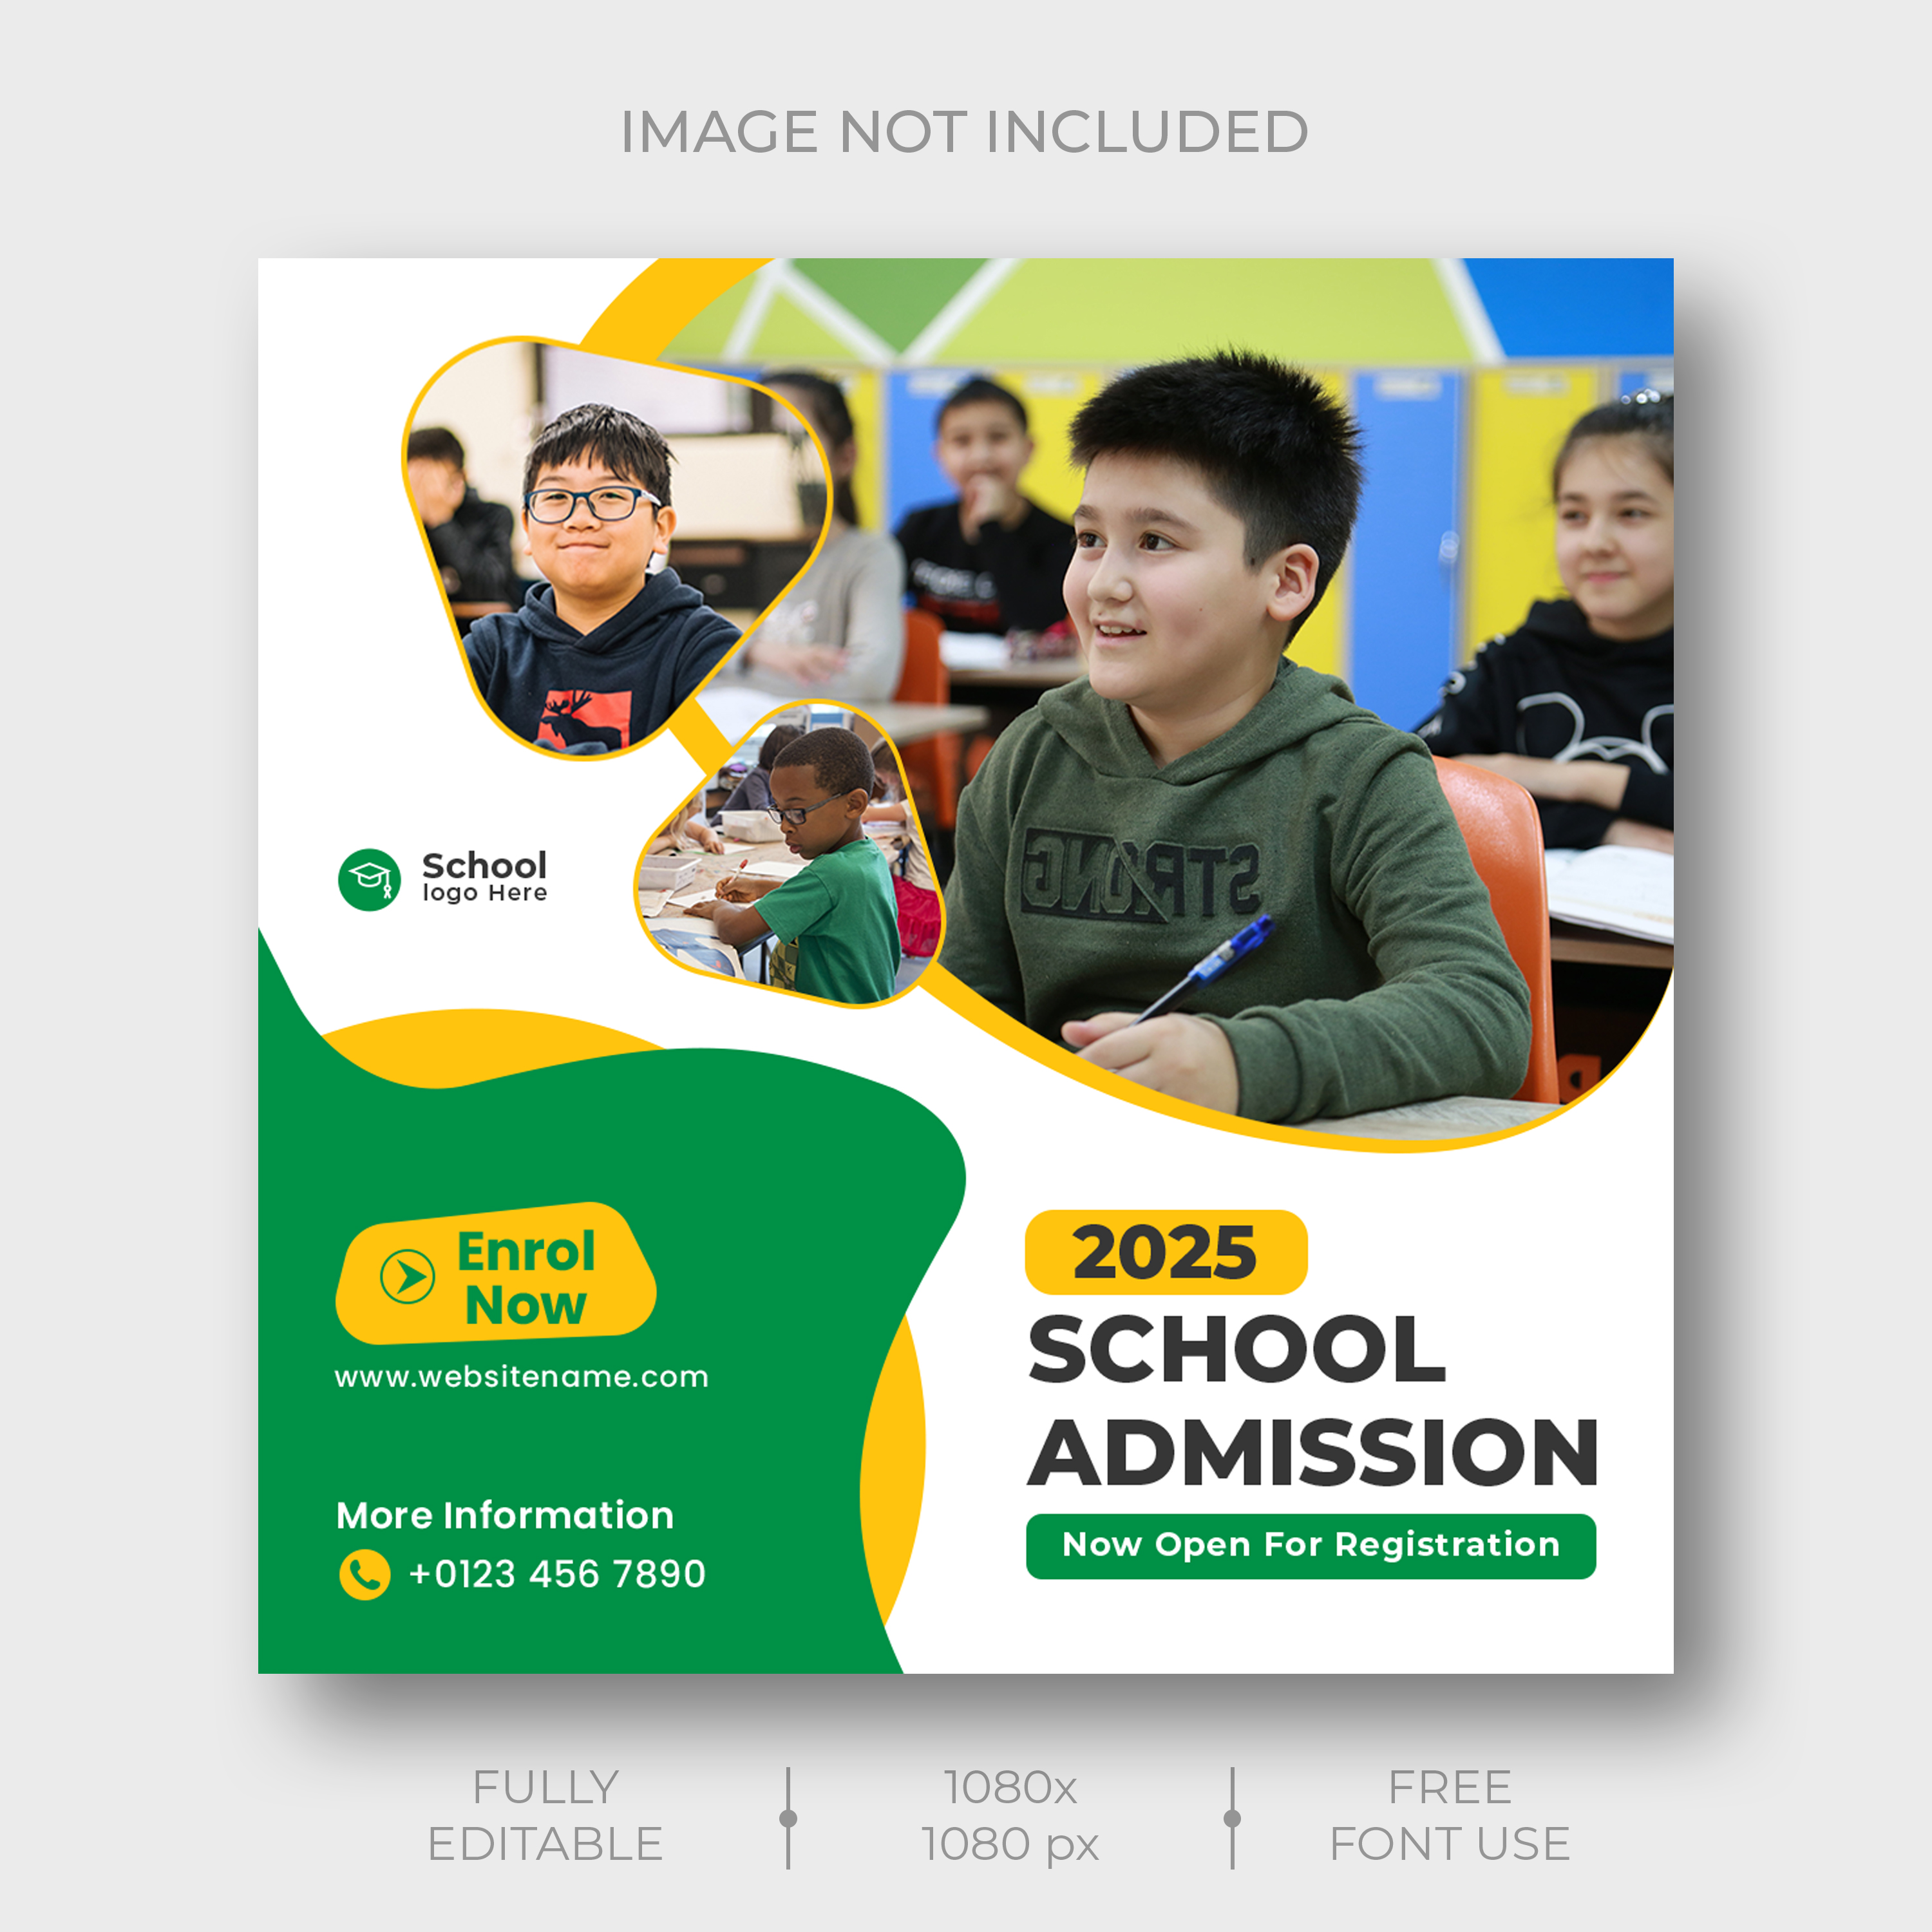 IMAGE NOT INCLUDED
School
logo Here
STRONG
Enrol
Now
www.websitename.com
More Information
+0123 456 7890
2025
SCHOOL
ADMISSION
Now Open For Registration
FULLY
EDITABLE
1080x
1080 px
FREE
FONT USE